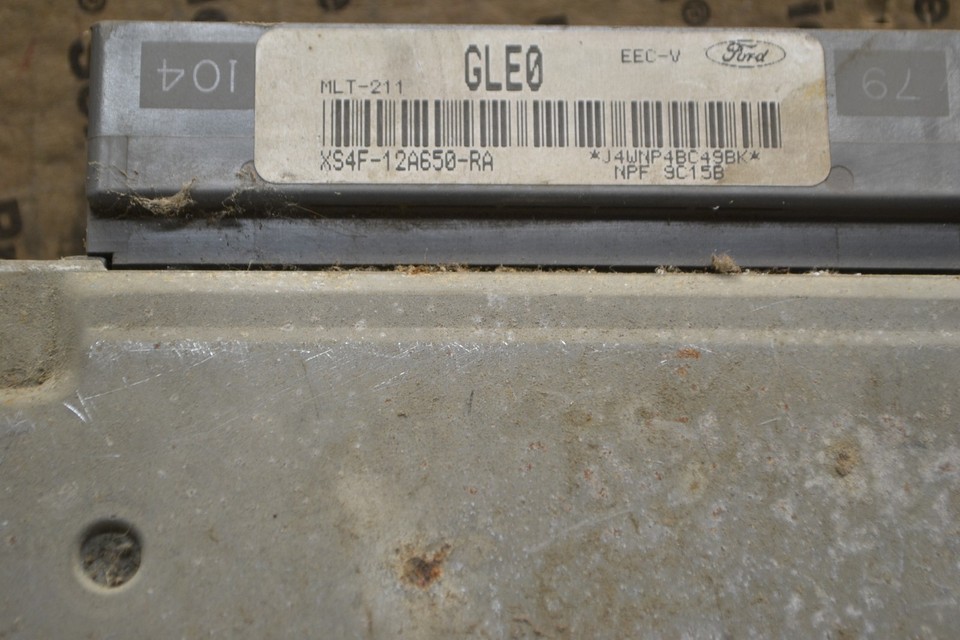 GLE0
EEC-V
Ford
MLT-211
XS4F-12A650-RA
*J4WNP4BC49BK*
NPF 9C15B
104
79